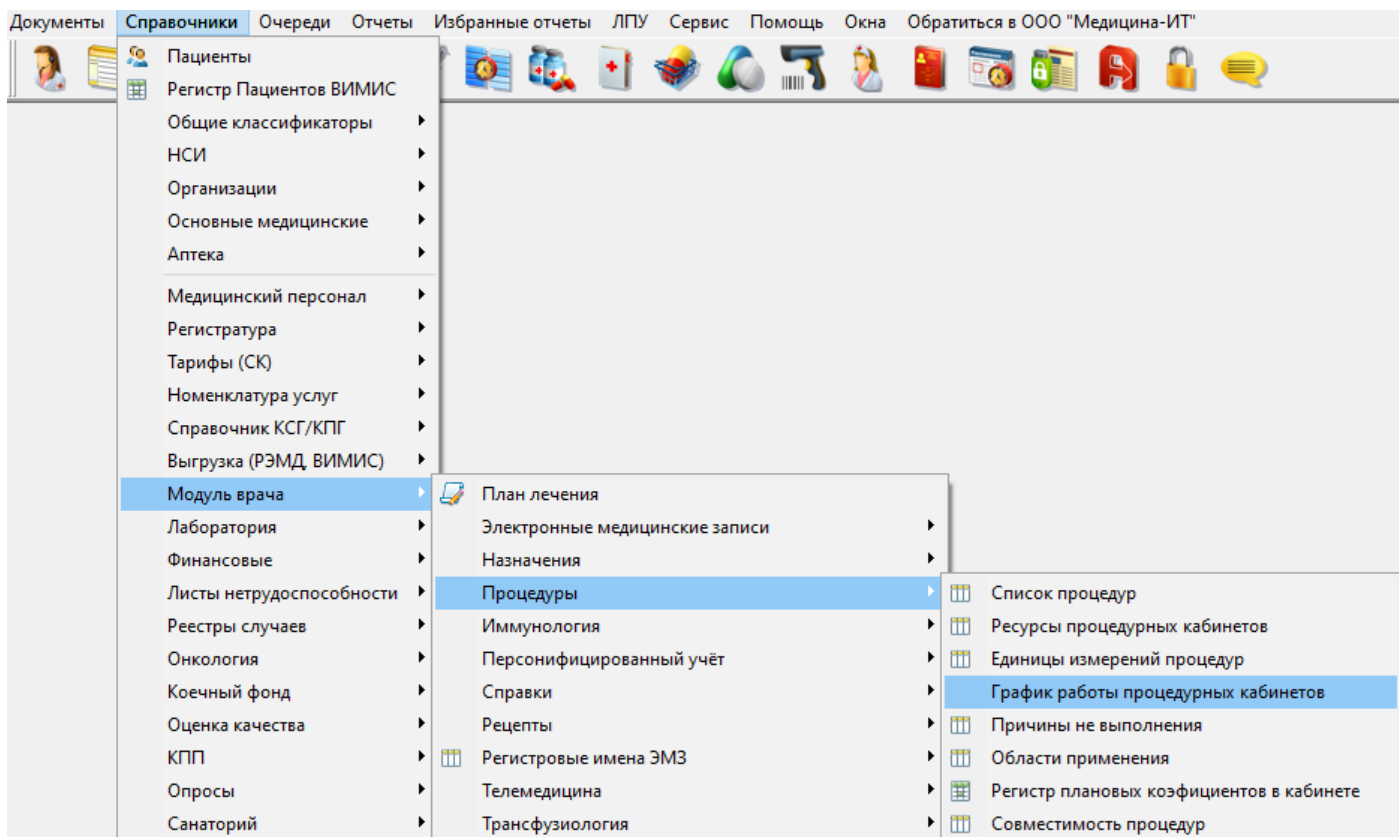 Документы Справочники Очереди Отчеты Избранные отчеты ЛПУ Сервис Помощь Окна Обратиться в ООО "Медицина-ИТ"
Пациенты
Регистр Пациентов ВИМИС
Общие классификаторы
НСИ
Организации
Основные медицинские
Аптека
Медицинский персонал
Регистратура
Тарифы (СК)
Номенклатура услуг
Справочник КСГ/КПГ
Выгрузка (РЭМД, ВИМИС)
Модуль врача
Лаборатория
Финансовые
Листы нетрудоспособности
Реестры случаев
Онкология
Коечный фонд
Оценка качества
КПП
Опросы
Санаторий
План лечения
Электронные медицинские записи
Назначения
Процедуры
Иммунология
Персонифицированный учёт
Справки
Рецепты
Регистровые имена ЭМЗ
Телемедицина
Трансфузиология
Список процедур
Ресурсы процедурных кабинетов
Единицы измерений процедур
График работы процедурных кабинетов
Причины не выполнения
Области применения
Регистр плановых коэфициентов в кабинете
Совместимость процедур